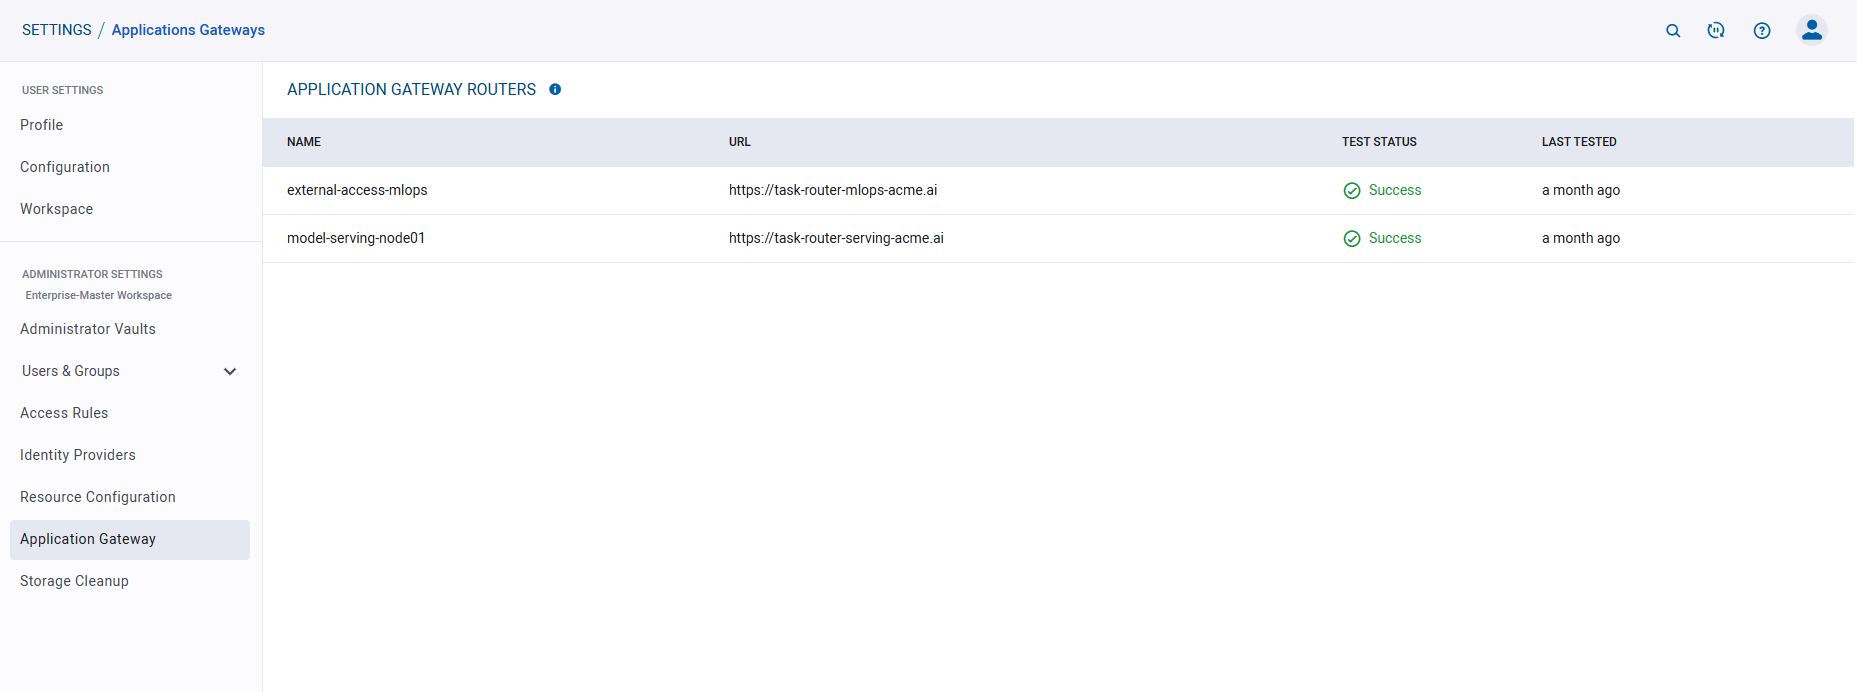 SETTINGS / Applications Gateways
USER SETTINGS
Profile
Configuration
Workspace
ADMINISTRATOR SETTINGS
Enterprise-Master Workspace
Administrator Vaults
Users & Groups
Access Rules
Identity Providers
Resource Configuration
Application Gateway
Storage Cleanup
APPLICATION GATEWAY ROUTERS
NAME URL TEST STATUS LAST TESTED
external-access-mlops https://task-router-mlops-acme.ai Success a month ago
model-serving-node01 https://task-router-serving-acme.ai Success a month ago